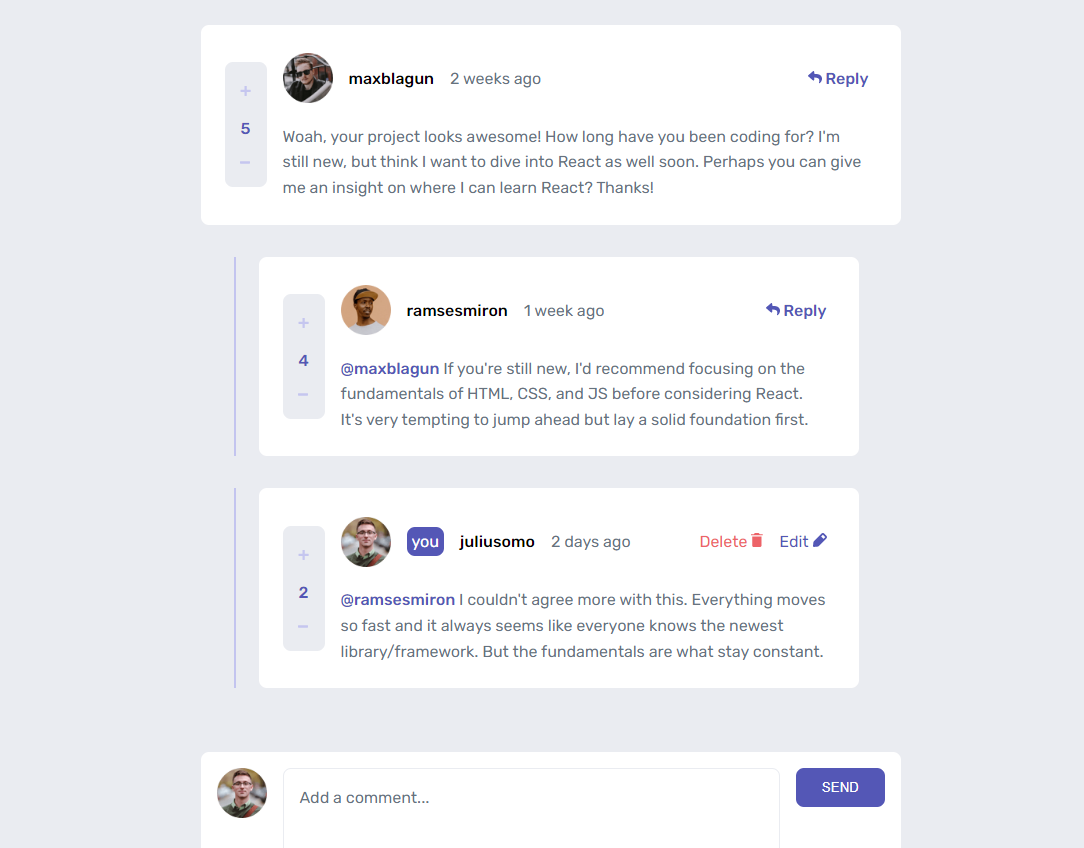 +
5
−
maxblagun 2 weeks ago Reply
Woah, your project looks awesome! How long have you been coding for? I'm
still new, but think I want to dive into React as well soon. Perhaps you can give
me an insight on where I can learn React? Thanks!
+
4
−
ramsesmiron 1 week ago Reply
@maxblagun If you're still new, I'd recommend focusing on the
fundamentals of HTML, CSS, and JS before considering React.
It's very tempting to jump ahead but lay a solid foundation first.
+
2
−
you juliusomo 2 days ago Delete Edit
@ramsesmiron I couldn't agree more with this. Everything moves
so fast and it always seems like everyone knows the newest
library/framework. But the fundamentals are what stay constant.
Add a comment...
SEND